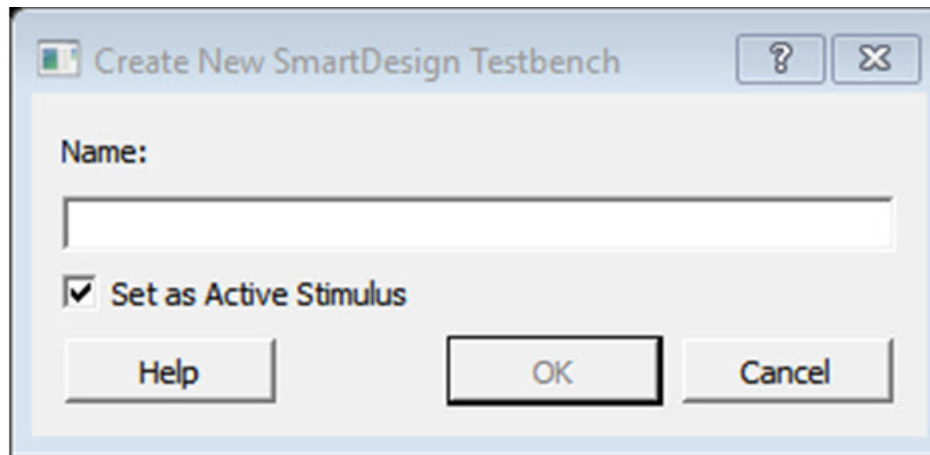 Create New SmartDesign Testbench
Name:
Set as Active Stimulus
Help
OK
Cancel